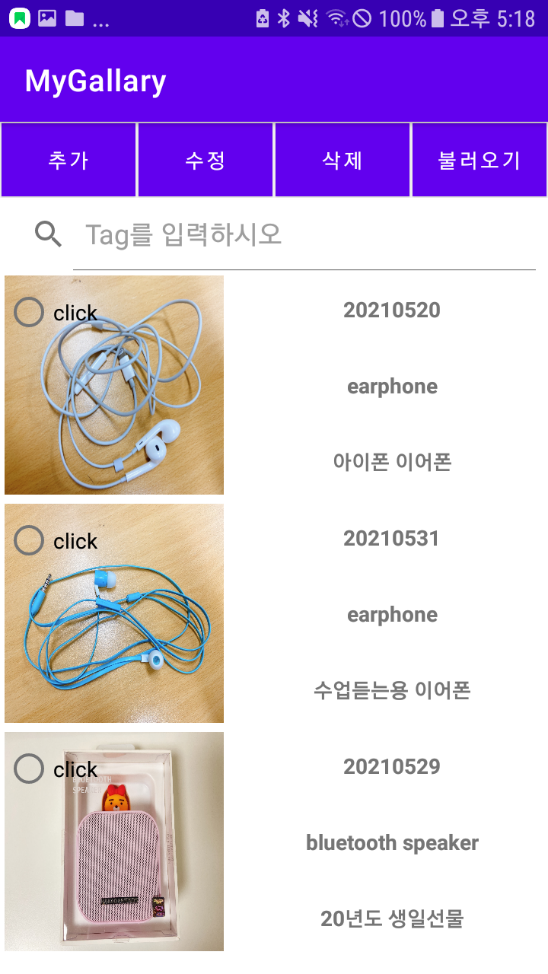 ... 100% 오후 5:18
MyGallary
추가 수정 삭제 불러오기
Tag를 입력하시오
click
20210520
earphone
아이폰 이어폰
click
20210531
earphone
수업듣는용 이어폰
click
SPEAKER
20210529
bluetooth speaker
20년도 생일선물